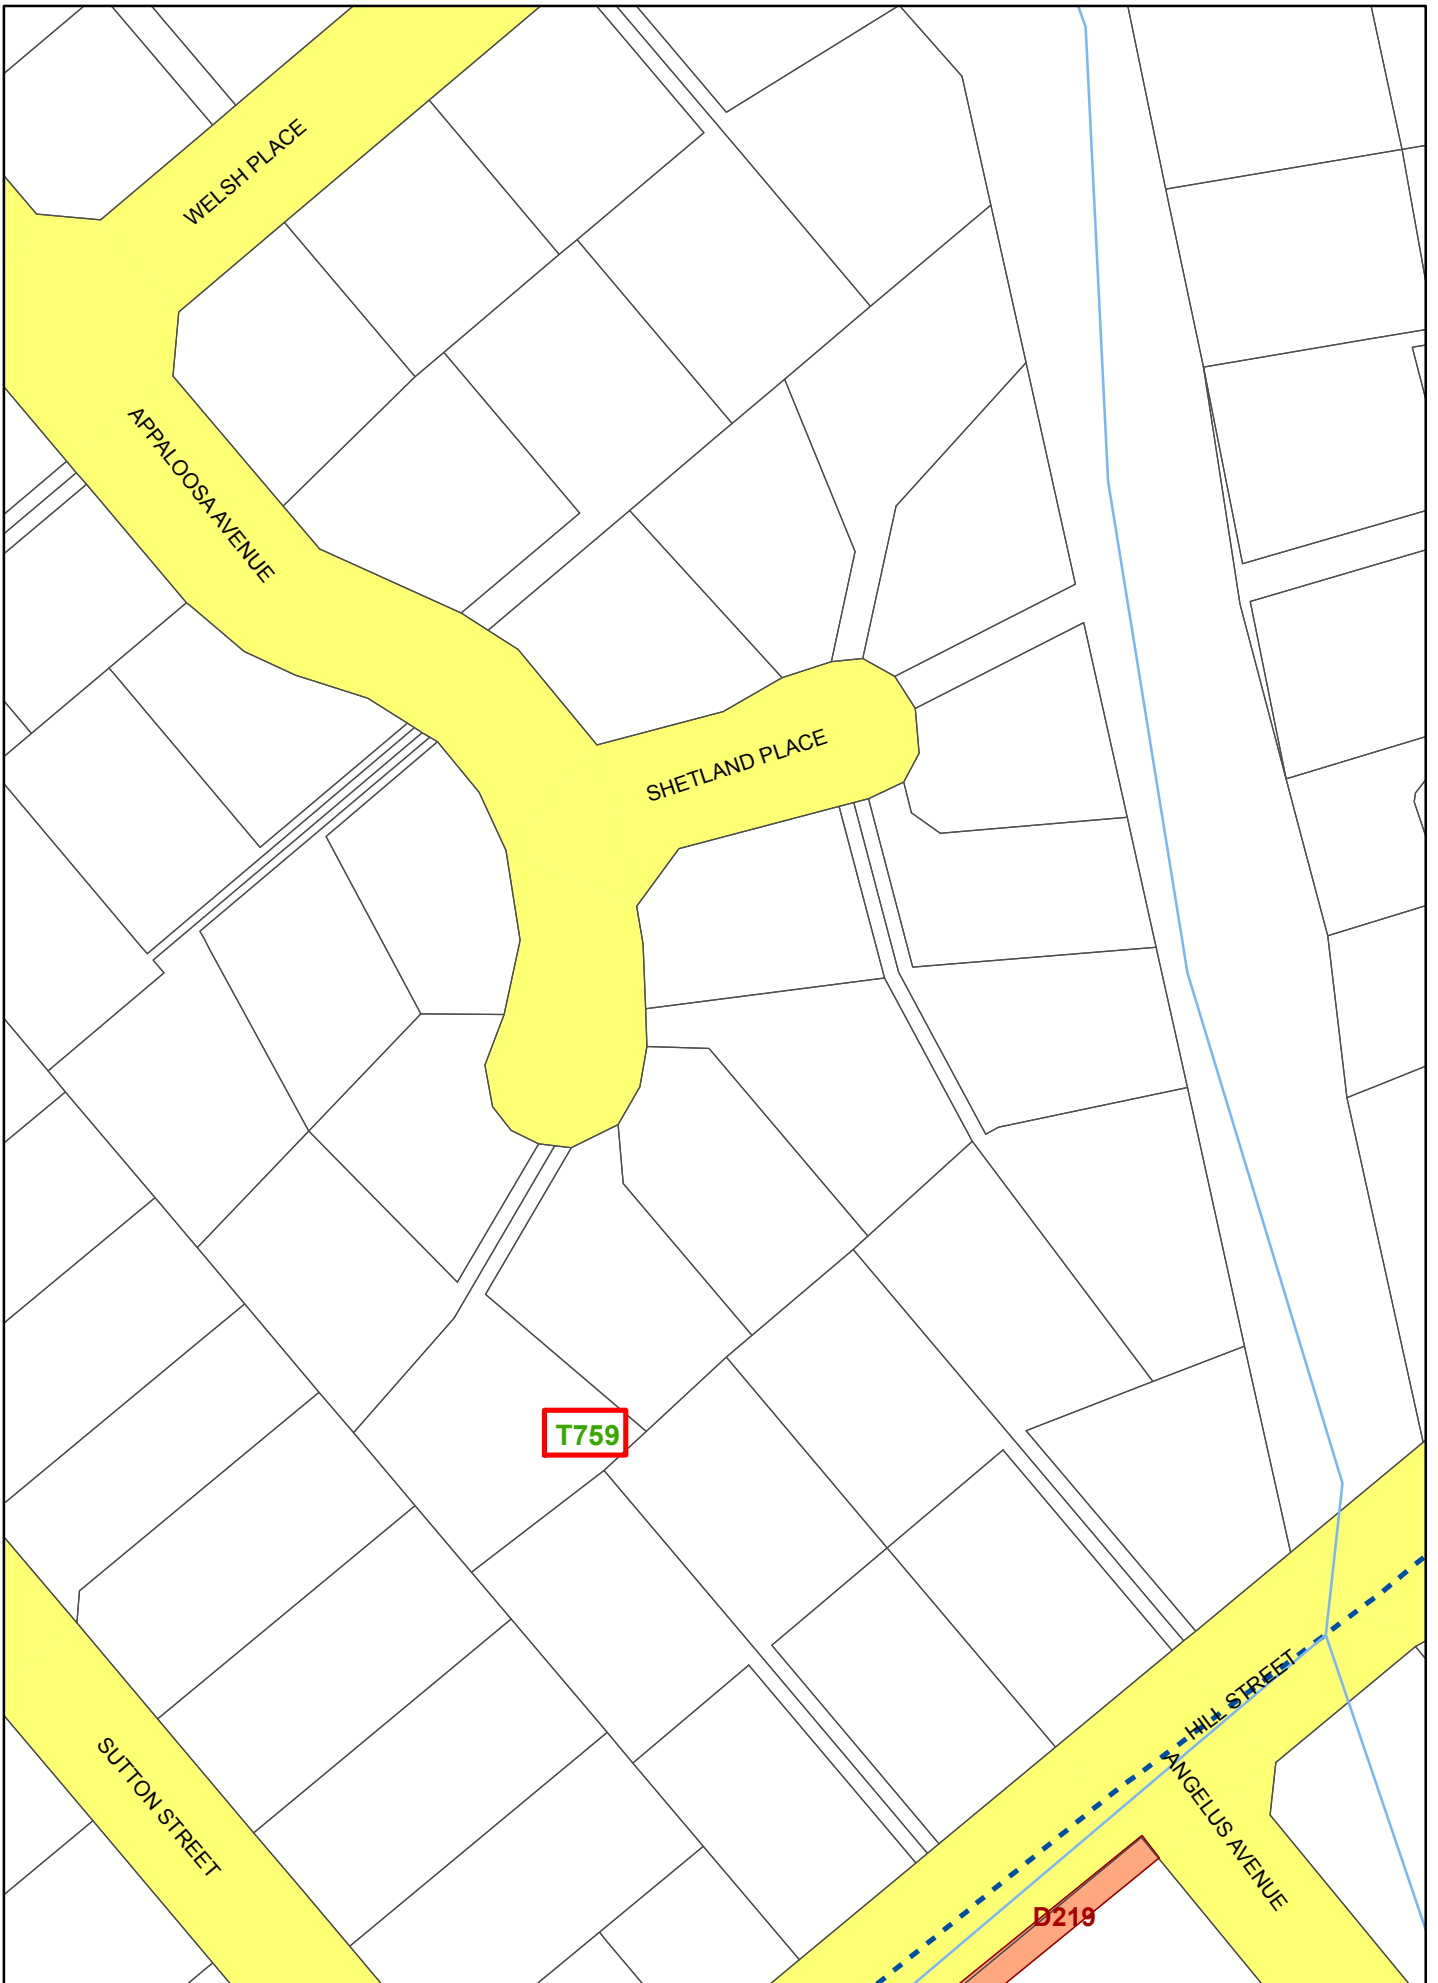 WELSH PLACE
APPALOOSA AVENUE
SHETLAND PLACE
T759
HILL STREET
SUTTON STREET
ANGELUS AVENUE
D219